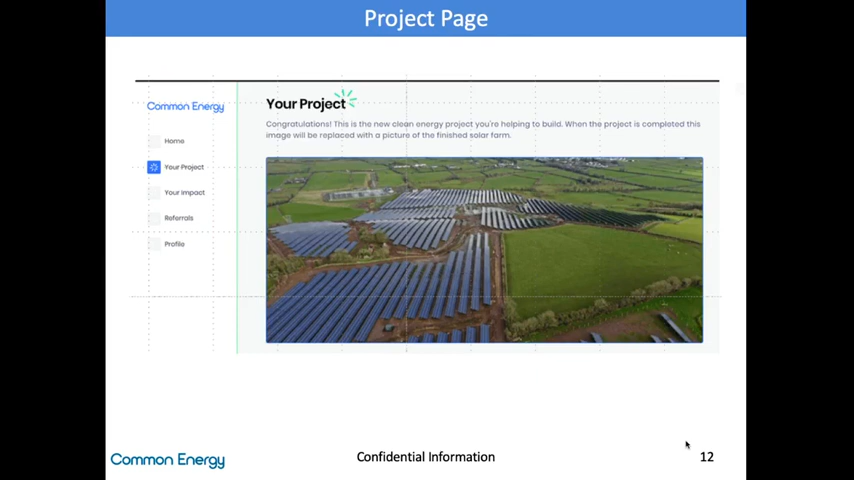 Project Page
Common Energy
Your Project
Congratulations! This is the new clean energy project you're helping to build. When the project is completed this
image will be replaced with a picture of the finished solar farm.
Home
Your Project
Your Impact
Referrals
Profile
Common Energy
Confidential Information
12